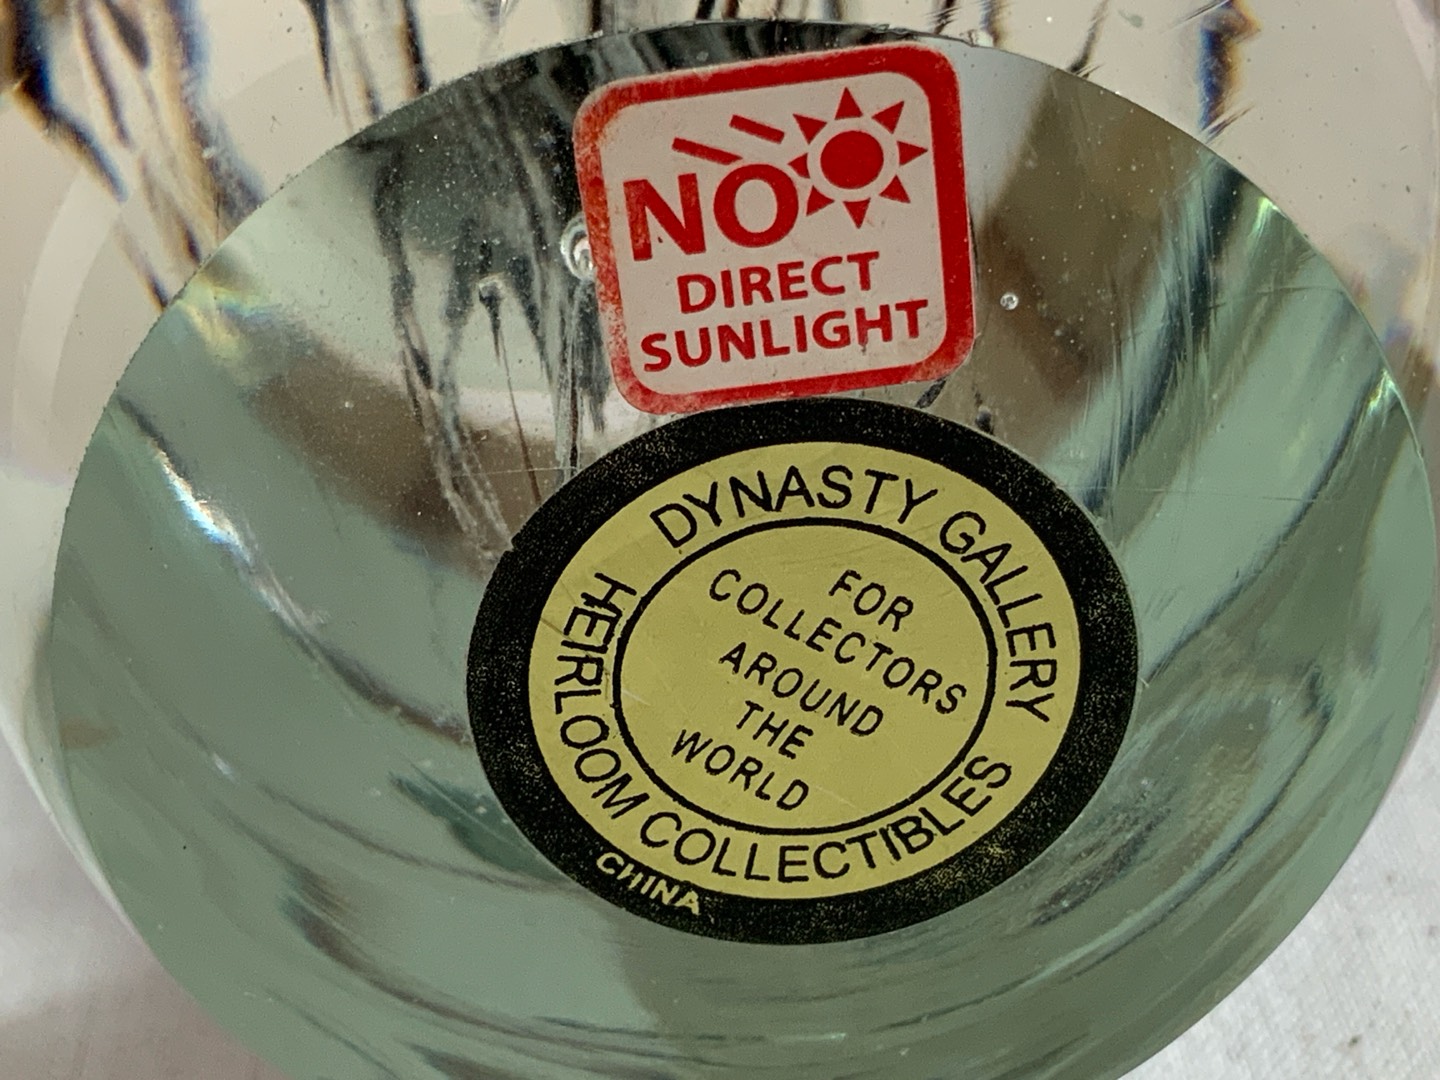 NO
DIRECT
SUNLIGHT
DYNASTY GALLERY
FOR
COLLECTORS
AROUND
THE
WORLD
HEIRLOOM COLLECTIBLES
CHINA